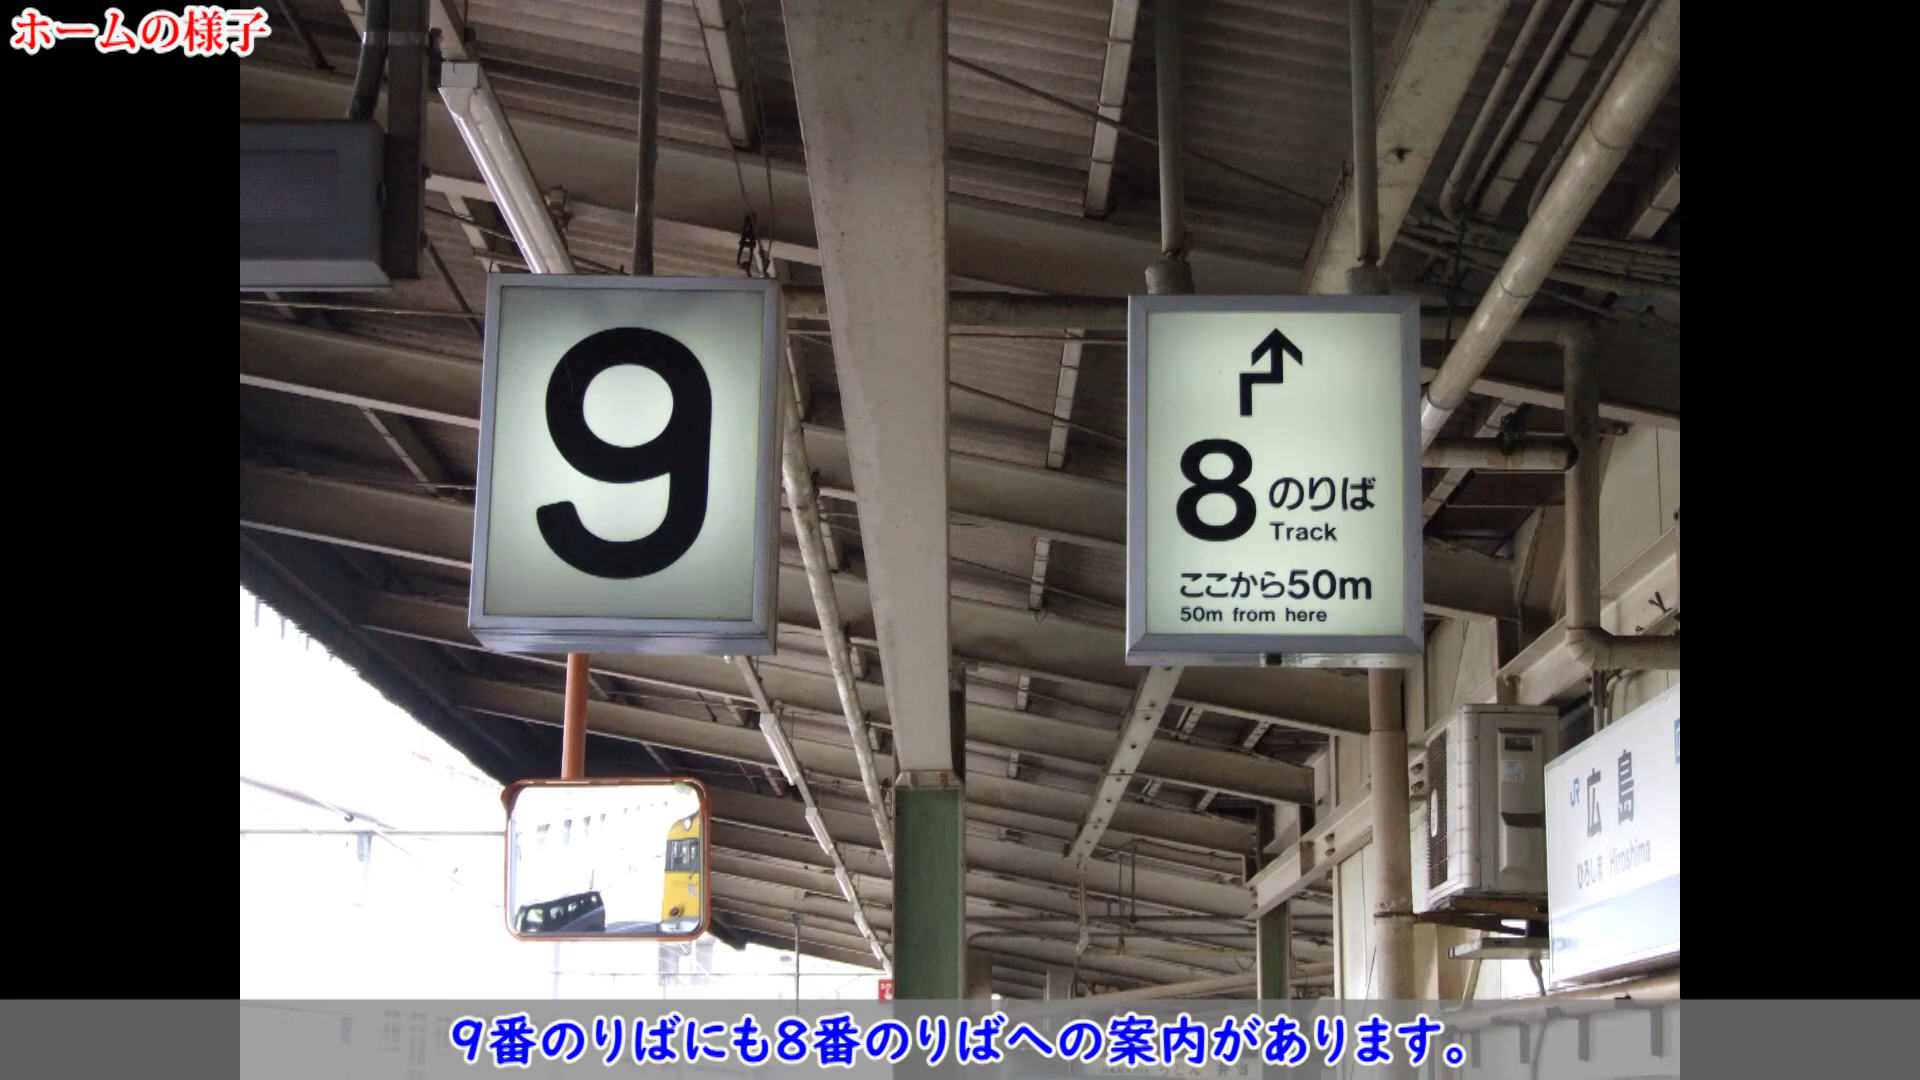 ホームの様子
9
8 のりば
Track
ここから50m
50m from here
JR 広島
ひろしま Hiroshima
9番のりばにも8番のりばへの案内があります。